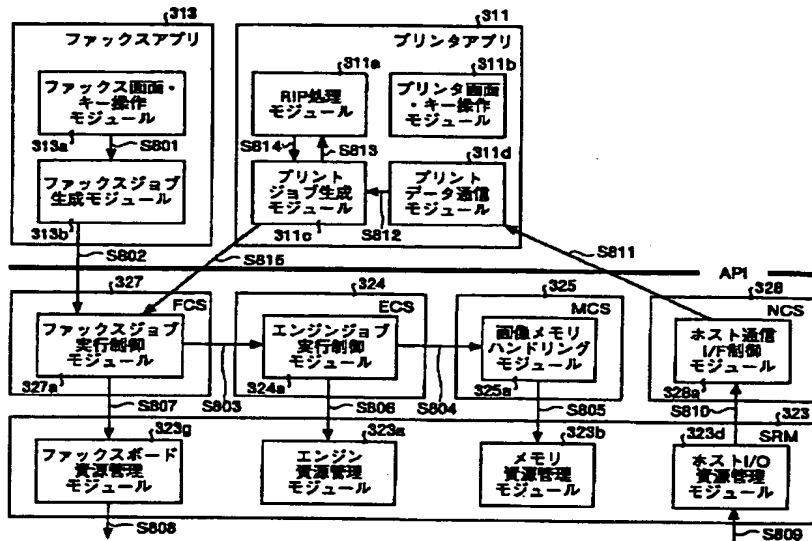 313
ファックスアプリ
ファックス画面・
キー操作
モジュール
313a
S801
ファックスジョブ
生成モジュール
313b
S802
311
プリンタアプリ
311a
RIP処理
モジュール
311b
プリンタ画面
・キー操作
モジュール
S814
S813
311d
プリント
ジョブ生成
モジュール
311c
プリント
データ通信
モジュール
S812
S815
S811
API
327
FCS
ファックスジョブ
実行制御
モジュール
327a
S807
S803
324
ECS
エンジンジョブ
実行制御
モジュール
324a
S806
S804
325
MCS
画像メモリ
ハンドリング
モジュール
325a
S805
328
NCS
ホスト通信
I/F制御
モジュール
328a
S810
323
SRM
323g
ファックスボード
資源管理
モジュール
S808
323a
エンジン
資源管理
モジュール
323b
メモリ
資源管理
モジュール
323d
ホストI/O
資源管理
モジュール
S809